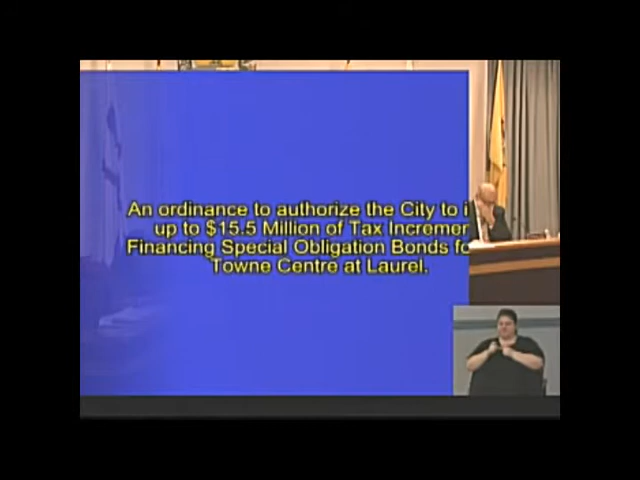 An ordinance to authorize the City to i
up to $15.5 Million of Tax Incremen
Financing Special Obligation Bonds fo
Towne Centre at Laurel.